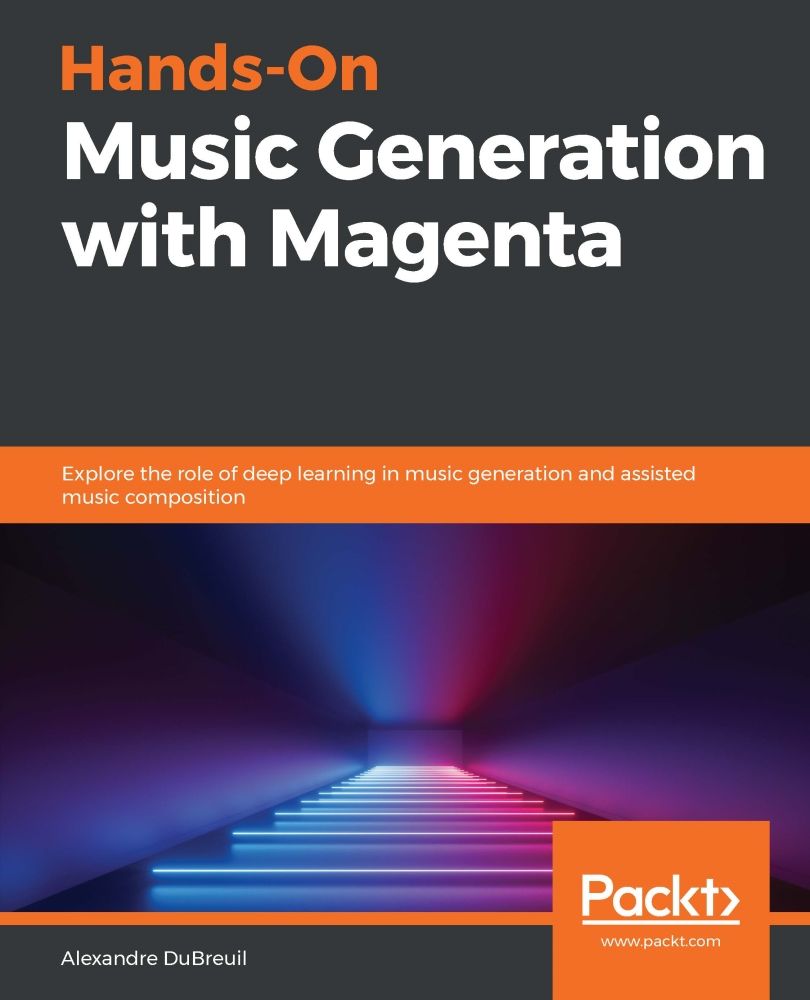 Hands-On
Music Generation
with Magenta
Explore the role of deep learning in music generation and assisted
music composition
Packt>
www.packt.com
Alexandre DuBreuil